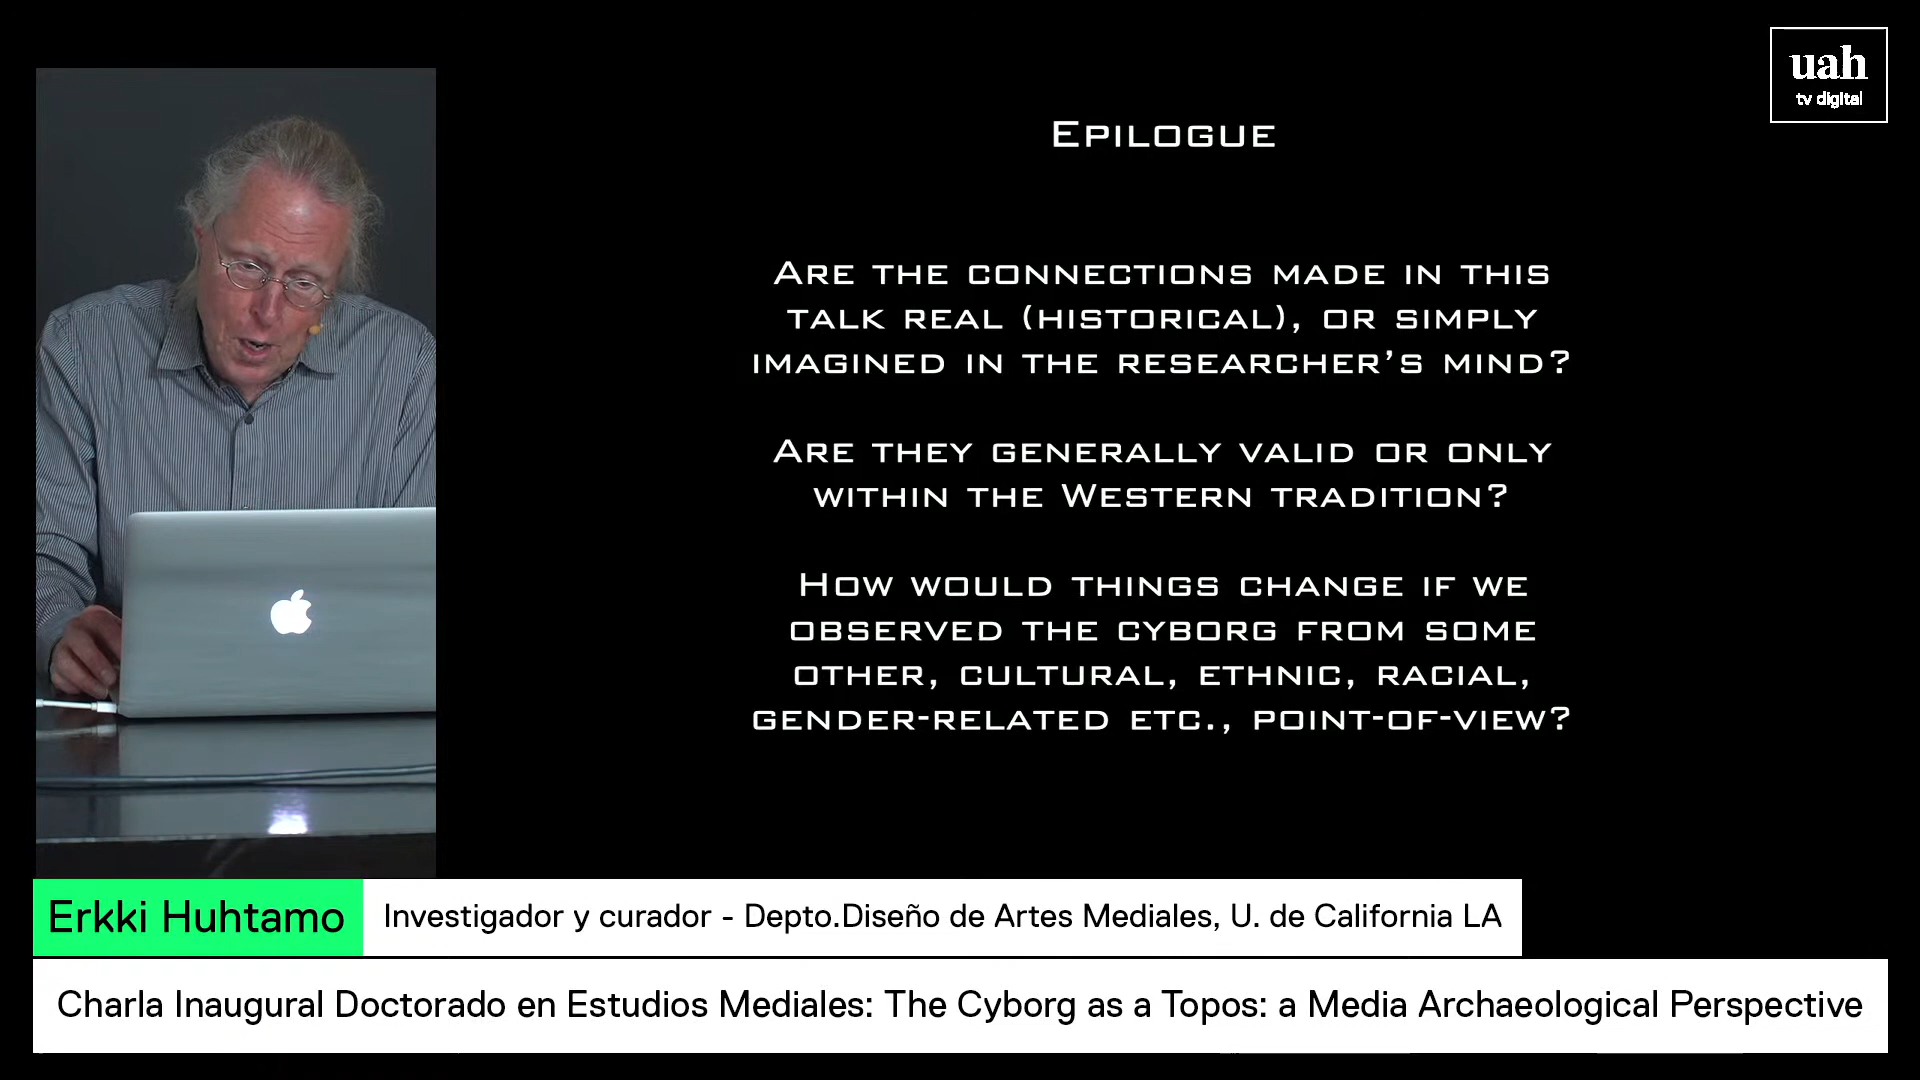 uah
tv digital
Epilogue
Are the connections made in this
talk real (historical), or simply
imagined in the researcher’s mind?
Are they generally valid or only
within the Western tradition?
How would things change if we
observed the cyborg from some
other, cultural, ethnic, racial,
gender-related etc., point-of-view?
Erkki Huhtamo
Investigador y curador - Depto.Diseño de Artes Mediales, U. de California LA
Charla Inaugural Doctorado en Estudios Mediales: The Cyborg as a Topos: a Media Archaeological Perspective